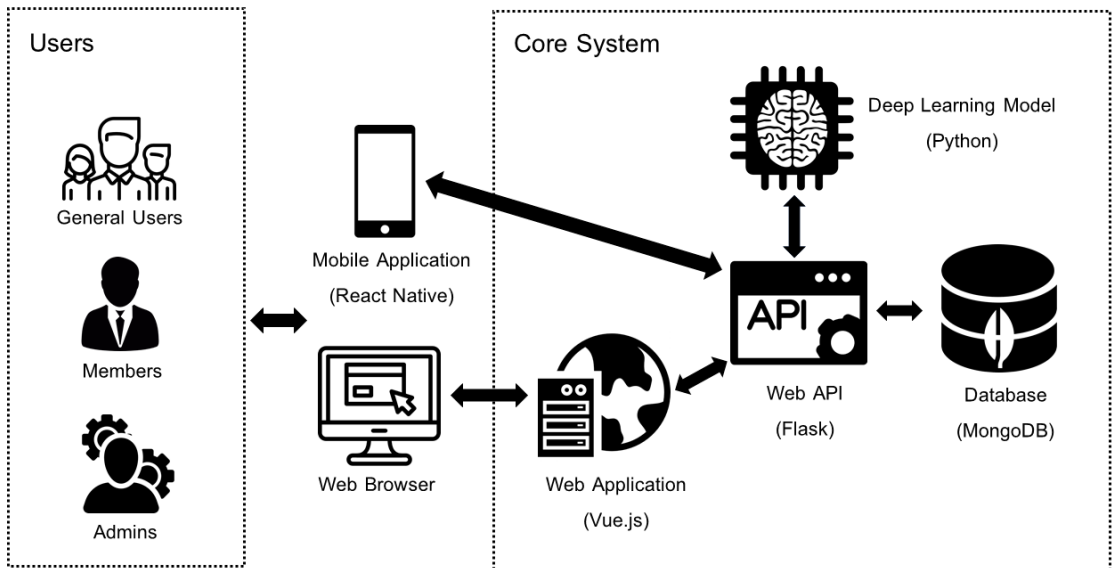 Users
General Users
Members
Admins
Mobile Application
(React Native)
Web Browser
Core System
Deep Learning Model
(Python)
API
Web API
(Flask)
Database
(MongoDB)
Web Application
(Vue.js)